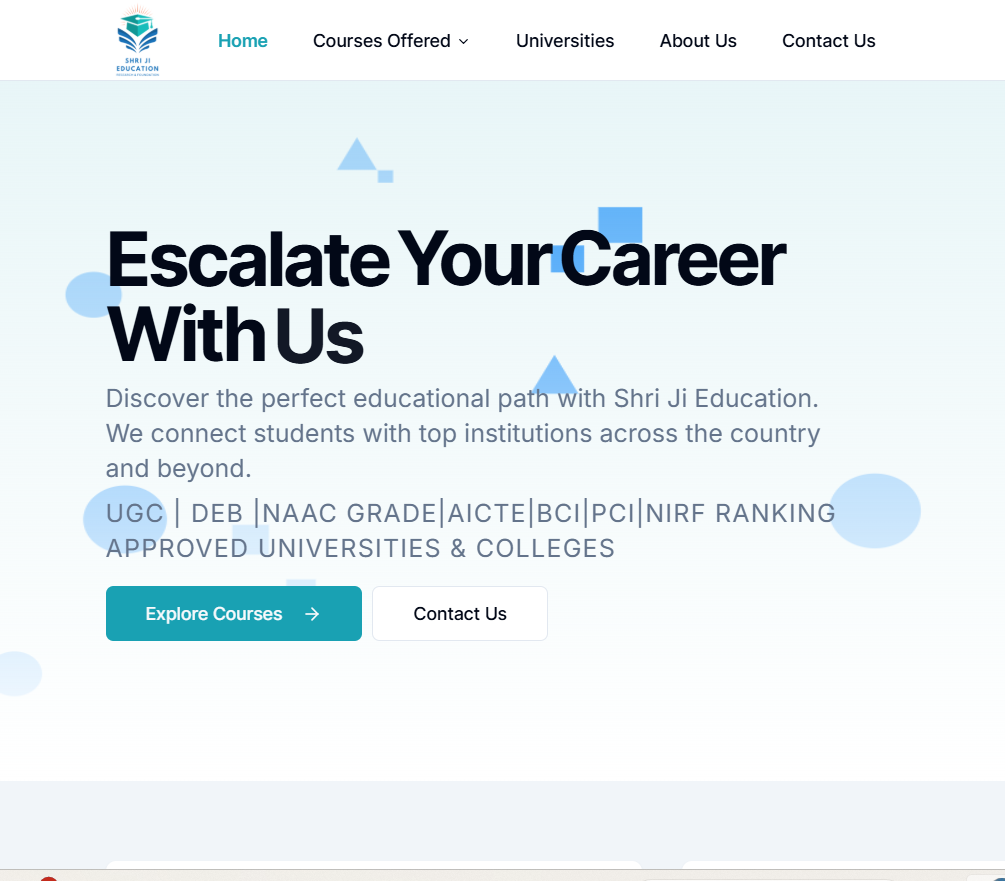 SHRI JI
EDUCATION
Home
Courses Offered
Universities
About Us
Contact Us
Escalate Your Career
With Us
Discover the perfect educational path with Shri Ji Education.
We connect students with top institutions across the country
and beyond.
UGC | DEB |NAAC GRADE|AICTE|BCI|PCI|NIRF RANKING
APPROVED UNIVERSITIES & COLLEGES
Explore Courses
Contact Us